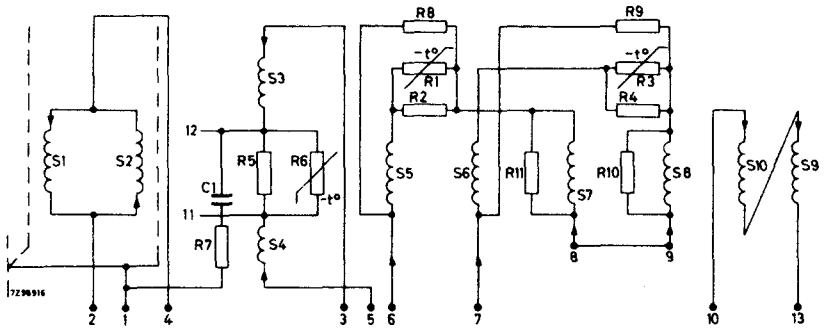 R8
R9
-t°
R1
-t°
R3
S3
R2
R4
12
S1
S2
R5
R6
S5
S6
R11
S7
R10
S8
S10
S9
C1
-t°
11
R7
S4
8
9
7Z98916
2
1
4
3
5
6
7
10
13